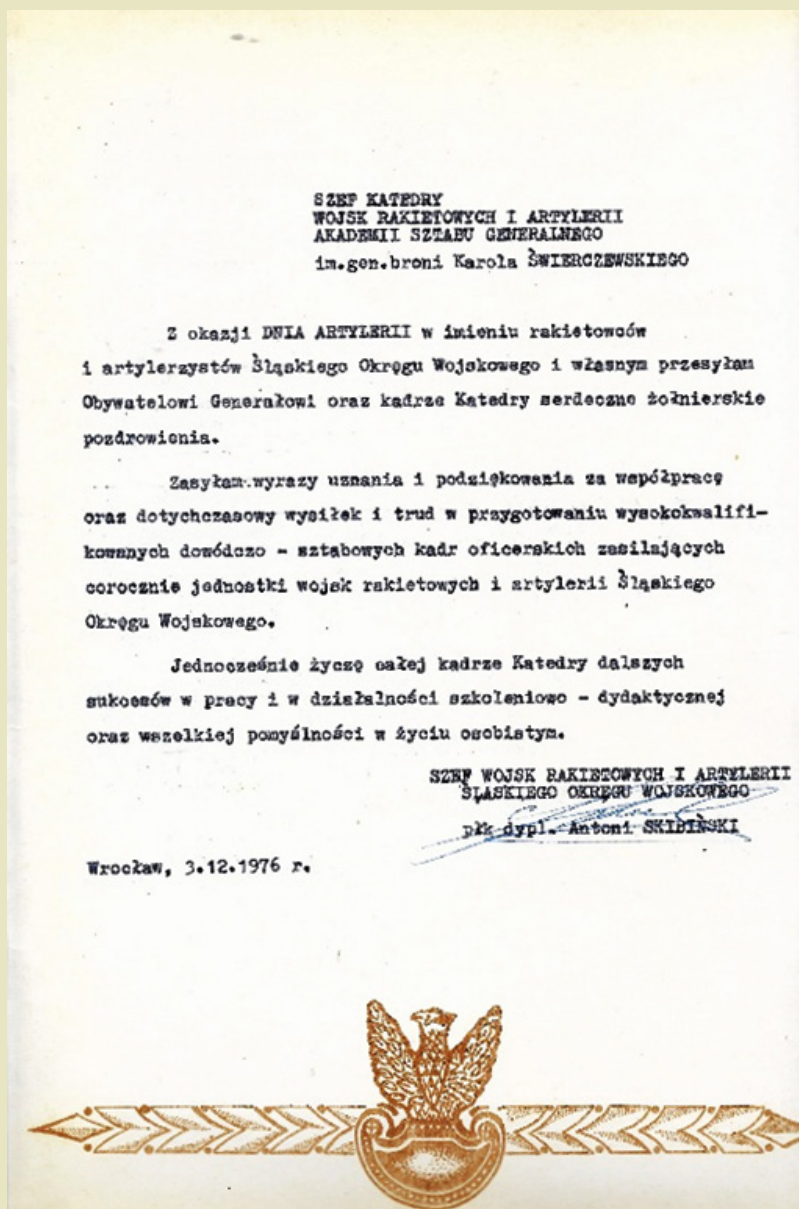 SZEF KATEDRY
WOJSK RAKIETOWYCH I ARTYLERII
AKADEMII SZTABU GENERALNEGO
im.gen.broni Karola ŚWIERCZEWSKIEGO
Z okazji DNIA ARTYLERII w imieniu rakietowców
i artylerzystów Śląskiego Okręgu Wojskowego i własnym przesyłam
Obywatelowi Generałowi oraz kadrze Katedry serdeczne żołnierskie
pozdrowienia.
Zasyłam wyrazy uznania i podziękowania za współpracę
oraz dotychczasowy wysiłek i trud w przygotowaniu wysokokwalifi-
kowanych dowódczo - sztabowych kadr oficerskich zasilających
corocznie jednostki wojsk rakietowych i artylerii Śląskiego
Okręgu Wojskowego.
Jednocześnie życzę całej kadrze Katedry dalszych
sukcesów w pracy i w działalności szkoleniowo - dydaktycznej
oraz wszelkiej pomyślności w życiu osobistym.
SZEF WOJSK RAKIETOWYCH I ARTYLERII
ŚLĄSKIEGO OKRĘGU WOJSKOWEGO
płk dypl. Antoni SKIBIŃSKI
Wrocław, 3.12.1976 r.